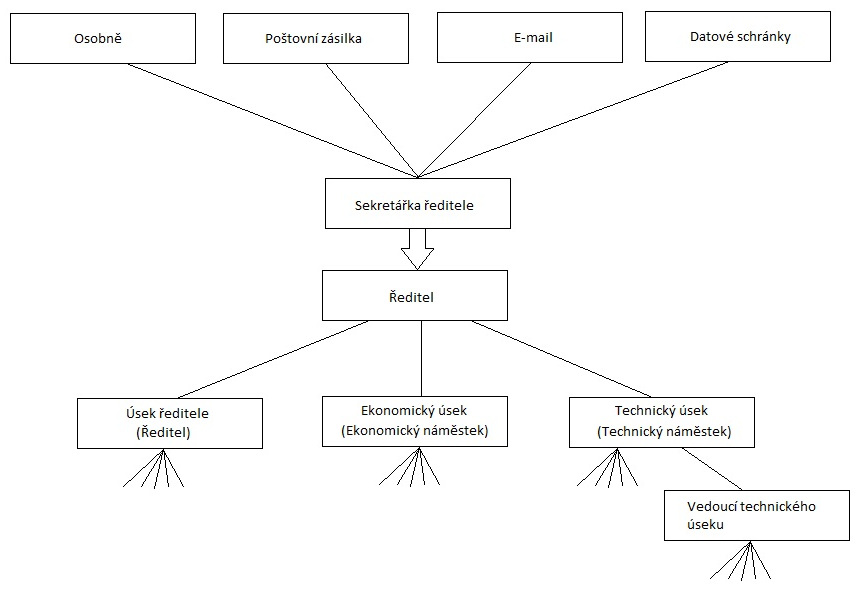 Osobně
Poštovní zásilka
E-mail
Datové schránky
Sekretářka ředitele
Ředitel
Úsek ředitele
(Ředitel)
Ekonomický úsek
(Ekonomický náměstek)
Technický úsek
(Technický náměstek)
Vedoucí technického
úseku